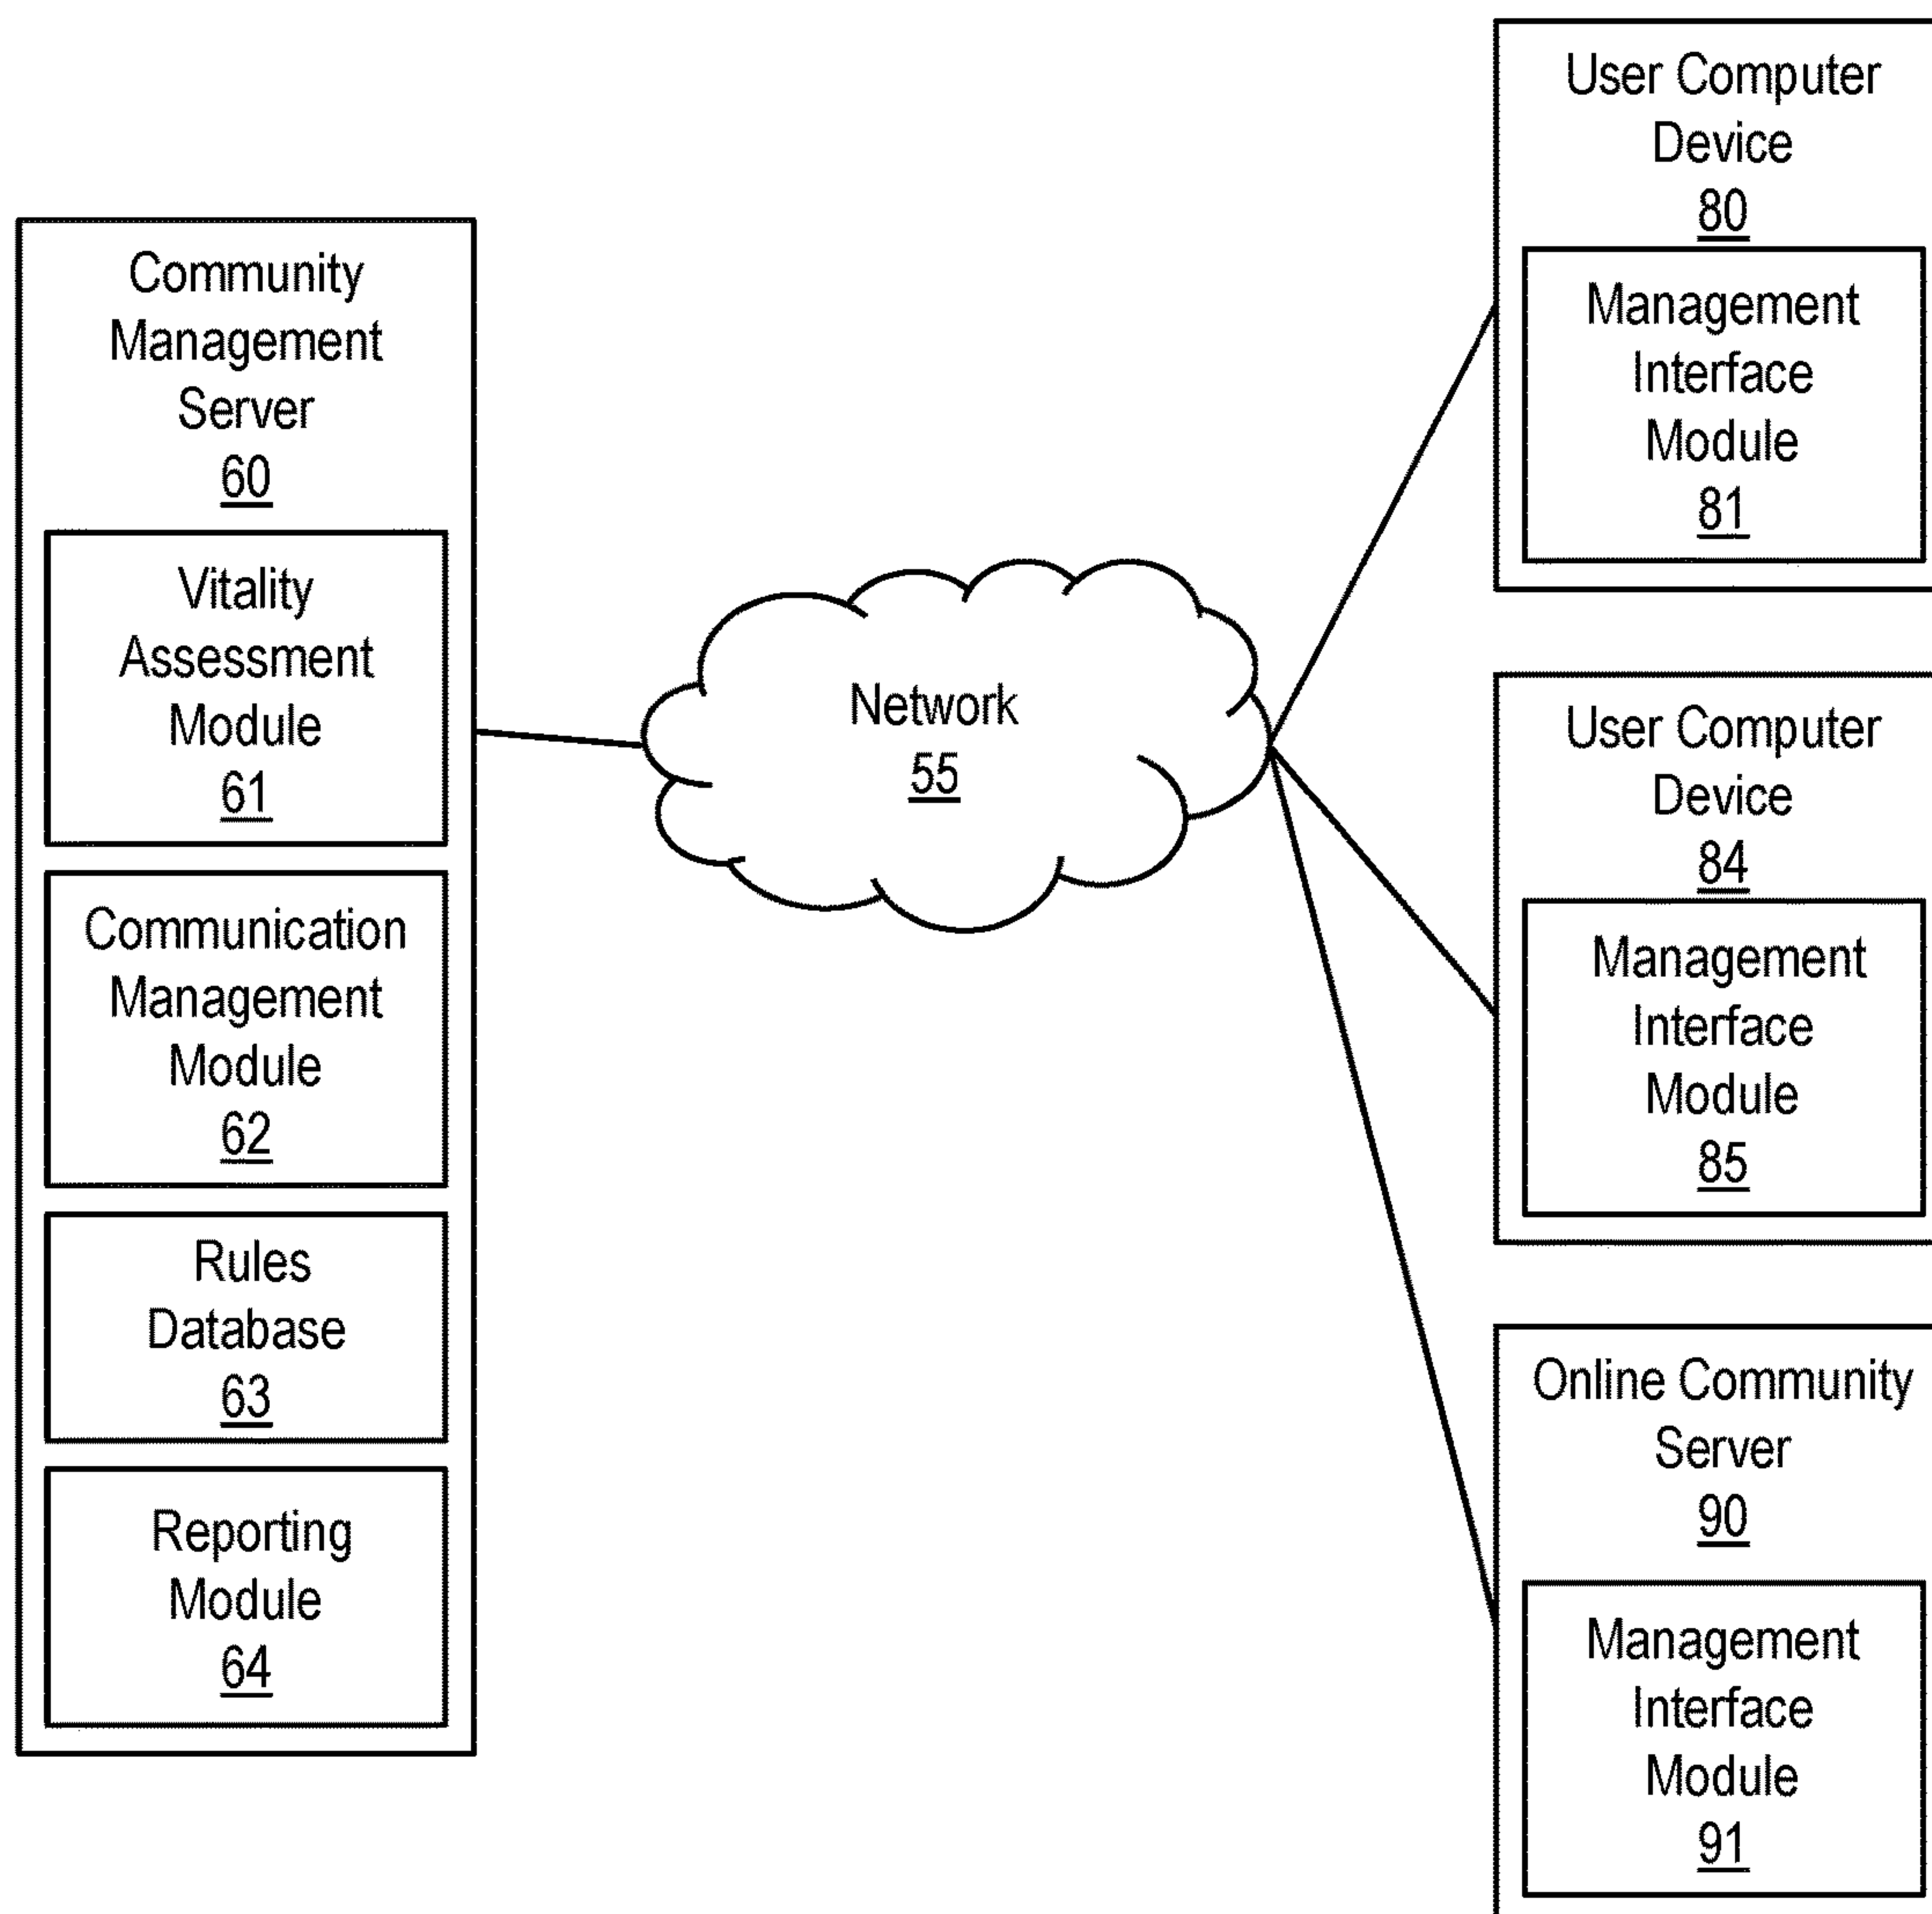 Community
Management
Server
60
Vitality
Assessment
Module
61
Communication
Management
Module
62
Rules
Database
63
Reporting
Module
64
Network
55
User Computer
Device
80
Management
Interface
Module
81
User Computer
Device
84
Management
Interface
Module
85
Online Community
Server
90
Management
Interface
Module
91